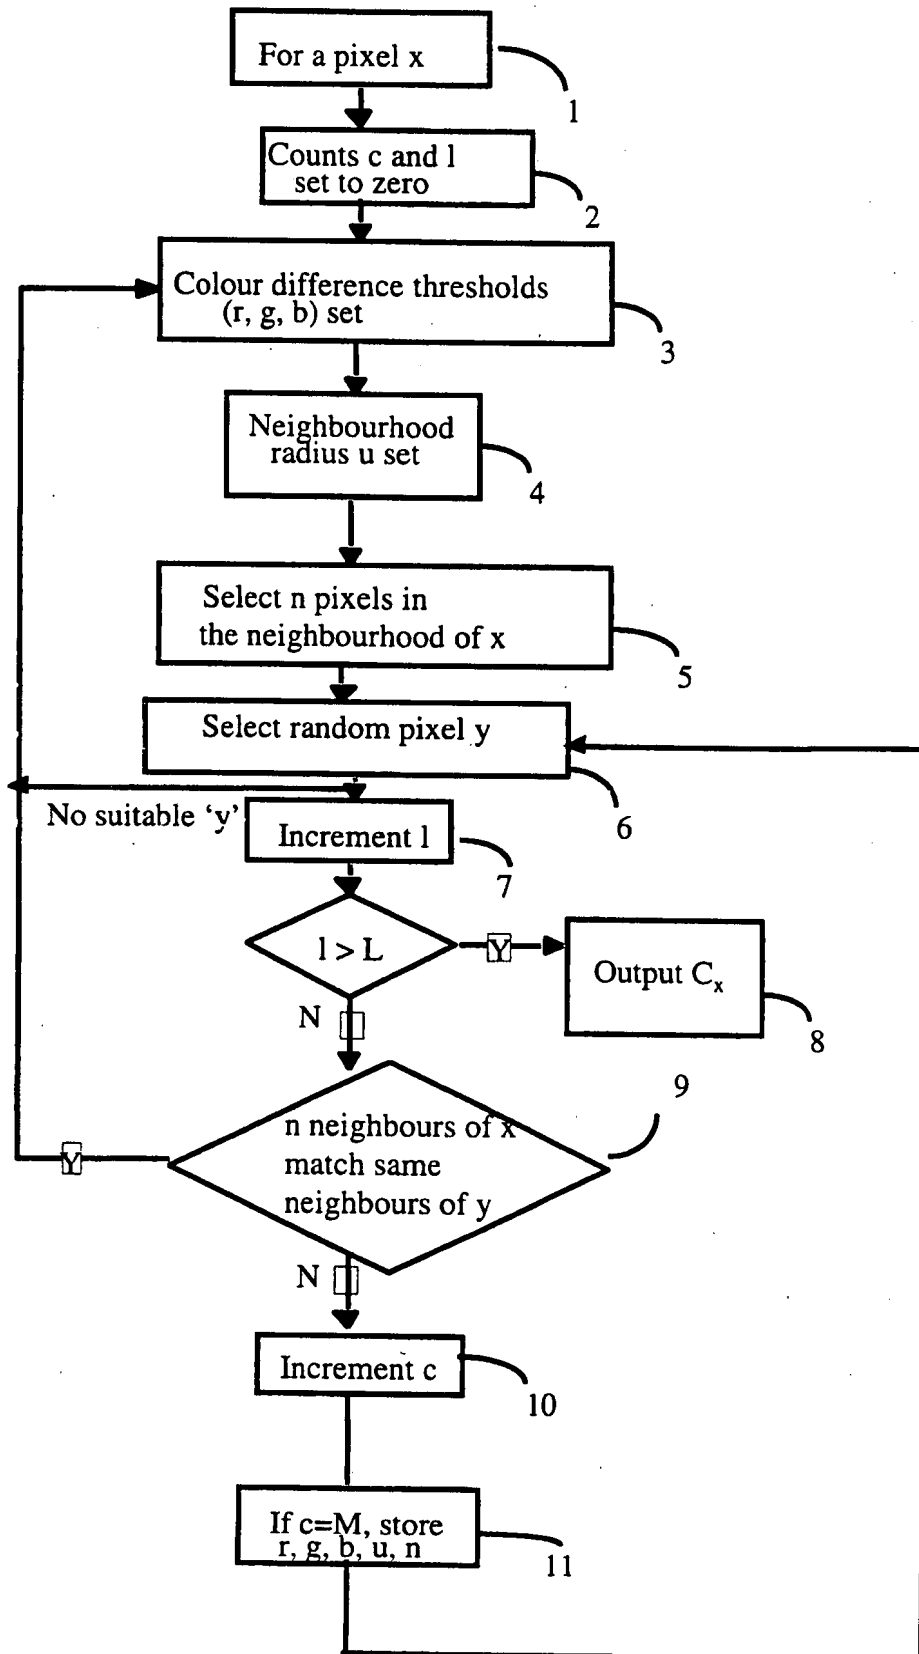 For a pixel x
1
Counts c and l
set to zero
2
Colour difference thresholds
(r, g, b) set
3
Neighbourhood
radius u set
4
Select n pixels in
the neighbourhood of x
5
Select random pixel y
6
No suitable ‘y’
Increment l
7
l > L
Y
Output Cx
8
N
9
n neighbours of x
match same
neighbours of y
Y
N
Increment c
10
If c=M, store
r, g, b, u, n
11